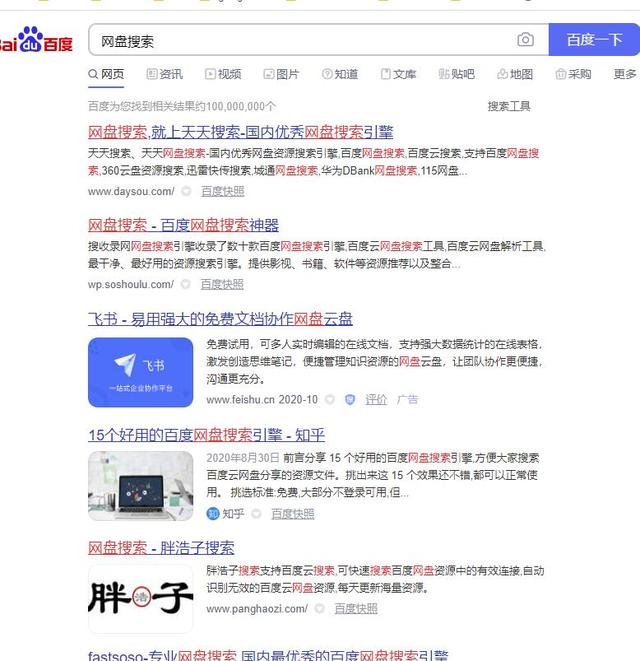 Bai du 百度
网盘搜索
百度一下
网页 资讯 视频 图片 知道 文库 贴吧 地图 采购 更多
百度为您找到相关结果约100,000,000个 搜索工具
网盘搜索,就上天天搜索-国内优秀网盘搜索引擎
天天搜索、天天网盘搜索-国内优秀网盘资源搜索引擎,百度网盘搜索,百度云搜索,支持百度网盘搜
索,360云盘资源搜索,迅雷快传搜索,城通网盘搜索,华为DBank网盘搜索,115网盘...
www.daysou.com/ 百度快照
网盘搜索 - 百度网盘搜索神器
搜收录网网盘搜索引擎收录了数十款百度网盘搜索引擎,百度云网盘搜索工具,百度云网盘解析工具,
最干净、最好用的资源搜索引擎。提供影视、书籍、软件等资源推荐以及整合...
wp.soshoulu.com/ 百度快照
飞书 - 易用强大的免费文档协作网盘云盘
飞书
一站式企业协作平台
免费试用，可多人实时编辑的在线文档，支持强大数据统计的在线表格，
激发创造思维笔记，便捷管理知识资源的网盘云盘，让团队协作更便捷，
沟通更充分。
www.feishu.cn 2020-10 评价 广告
15个好用的百度网盘搜索引擎 - 知乎
2020年8月30日 前言分享 15 个好用的百度网盘搜索引擎,方便大家搜索
百度云网盘分享的资源文件。挑出来这 15 个效果还不错,都可以正常使
用。 挑选标准:免费,大部分不登录可用,但...
知 知乎 百度快照
网盘搜索 - 胖浩子搜索
胖浩子
胖浩子搜索支持百度云搜索,可快速搜索百度网盘资源中的有效连接,自动
识别无效的百度云网盘资源,每天更新海量资源。
www.panghaozi.com/ 百度快照
fastsoso-专业网盘搜索 国内最优秀的百度网盘搜索引擎